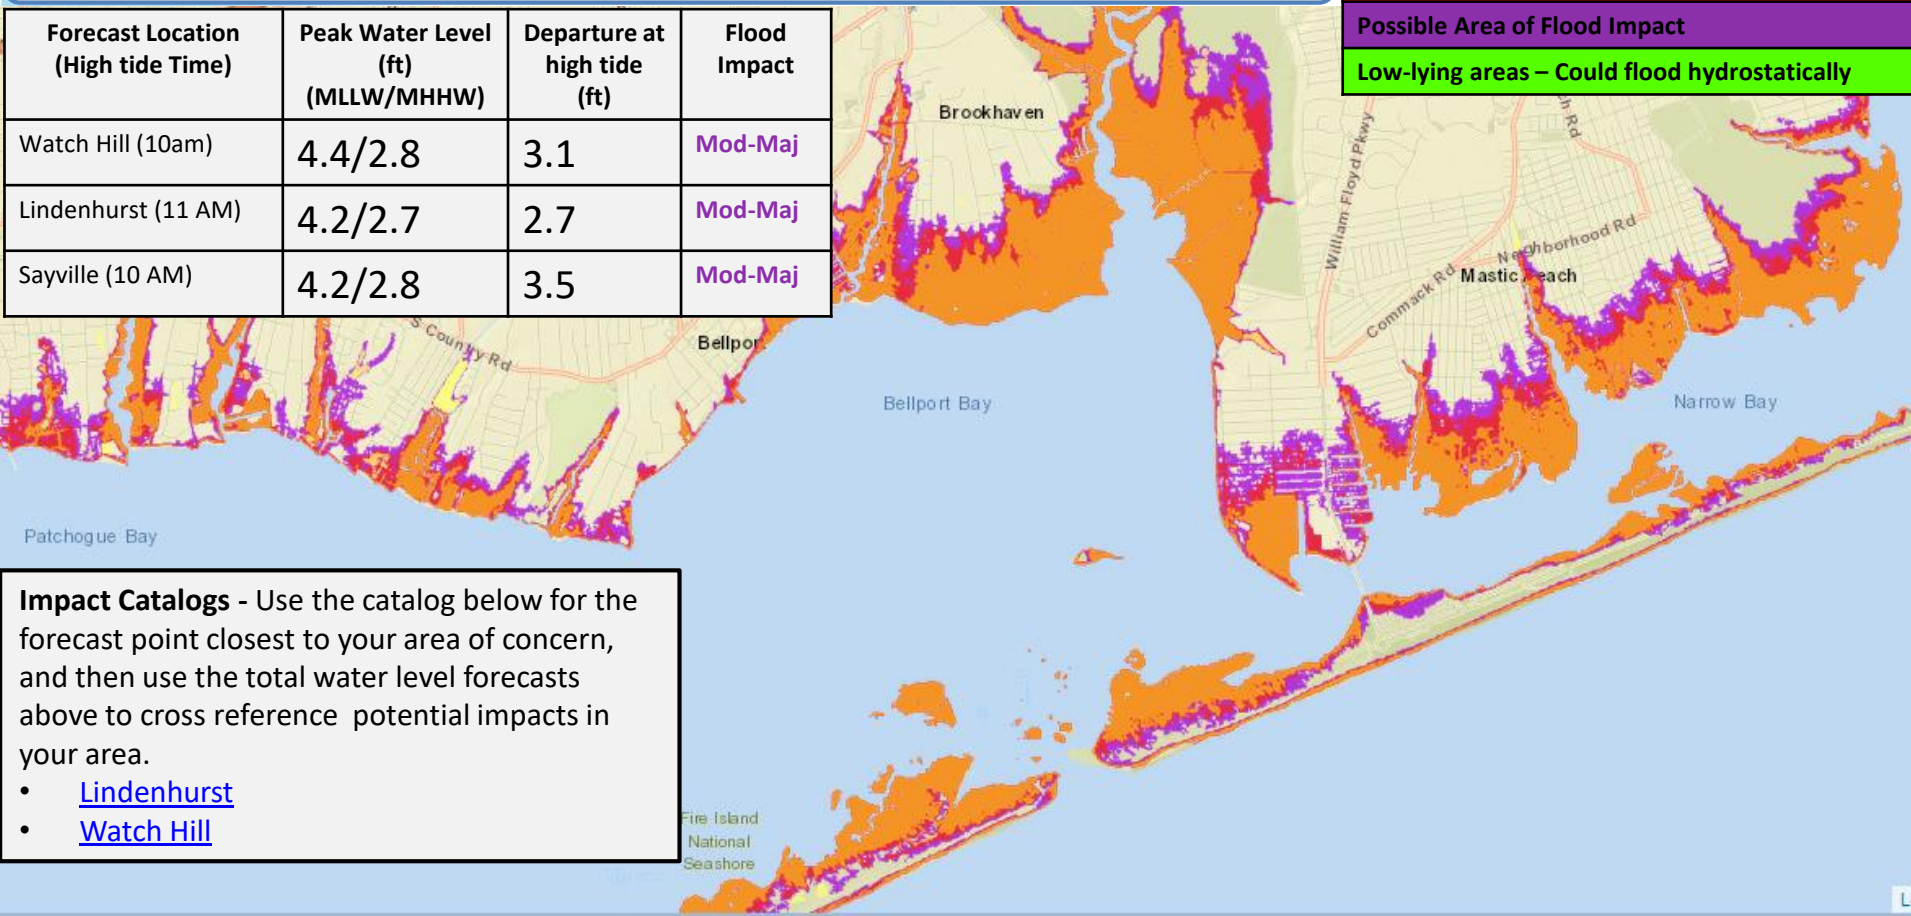 Forecast Location
(High tide Time)
Peak Water Level
(ft)
(MLLW/MHHW)
Departure at
high tide
(ft)
Flood
Impact
Watch Hill (10am)
4.4/2.8
3.1
Mod-Maj
Lindenhurst (11 AM)
4.2/2.7
2.7
Mod-Maj
Sayville (10 AM)
4.2/2.8
3.5
Mod-Maj
Possible Area of Flood Impact
Low-lying areas – Could flood hydrostatically
Brookhaven
William Floyd Pkwy
Rd
Neighborhood Rd
Commack Rd
Mastic Beach
S Country Rd
Bellpor
Bellport Bay
Narrow Bay
Patchogue Bay
Impact Catalogs - Use the catalog below for the
forecast point closest to your area of concern,
and then use the total water level forecasts
above to cross reference potential impacts in
your area.
• Lindenhurst
• Watch Hill
Fire Island
National
Seashore
L